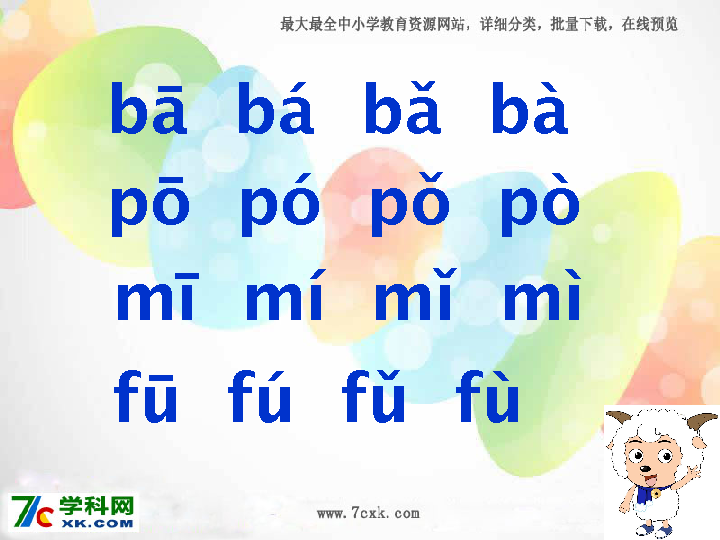 最大最全中小学教育资源网站，详细分类，批量下载，在线预览
bā bá bǎ bà
pō pó pǒ pò
mī mí mǐ mì
fū fú fǔ fù
7c学科网
XK.COM
www.7cxk.com